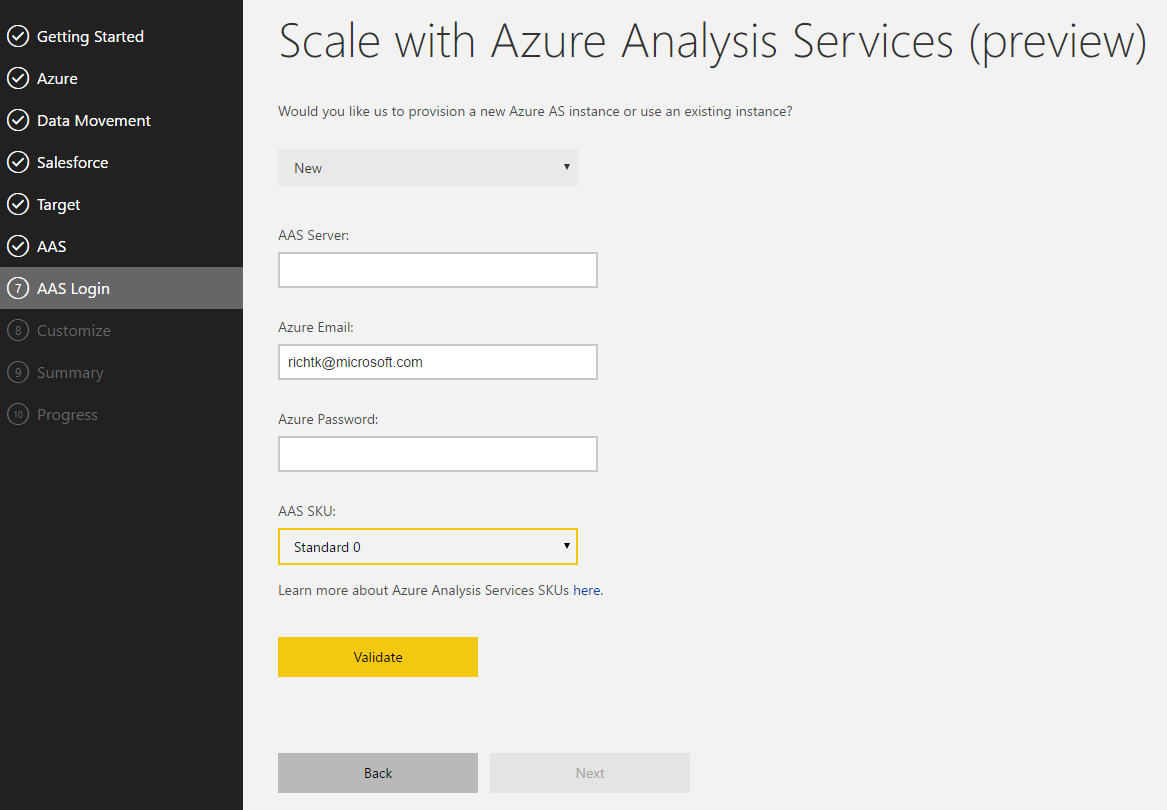 Getting Started
Azure
Data Movement
Salesforce
Target
AAS
7 AAS Login
8 Customize
9 Summary
10 Progress
Scale with Azure Analysis Services (preview)
Would you like us to provision a new Azure AS instance or use an existing instance?
New
AAS Server:
Azure Email:
richtk@microsoft.com
Azure Password:
AAS SKU:
Standard 0
Learn more about Azure Analysis Services SKUs here.
Validate
Back Next